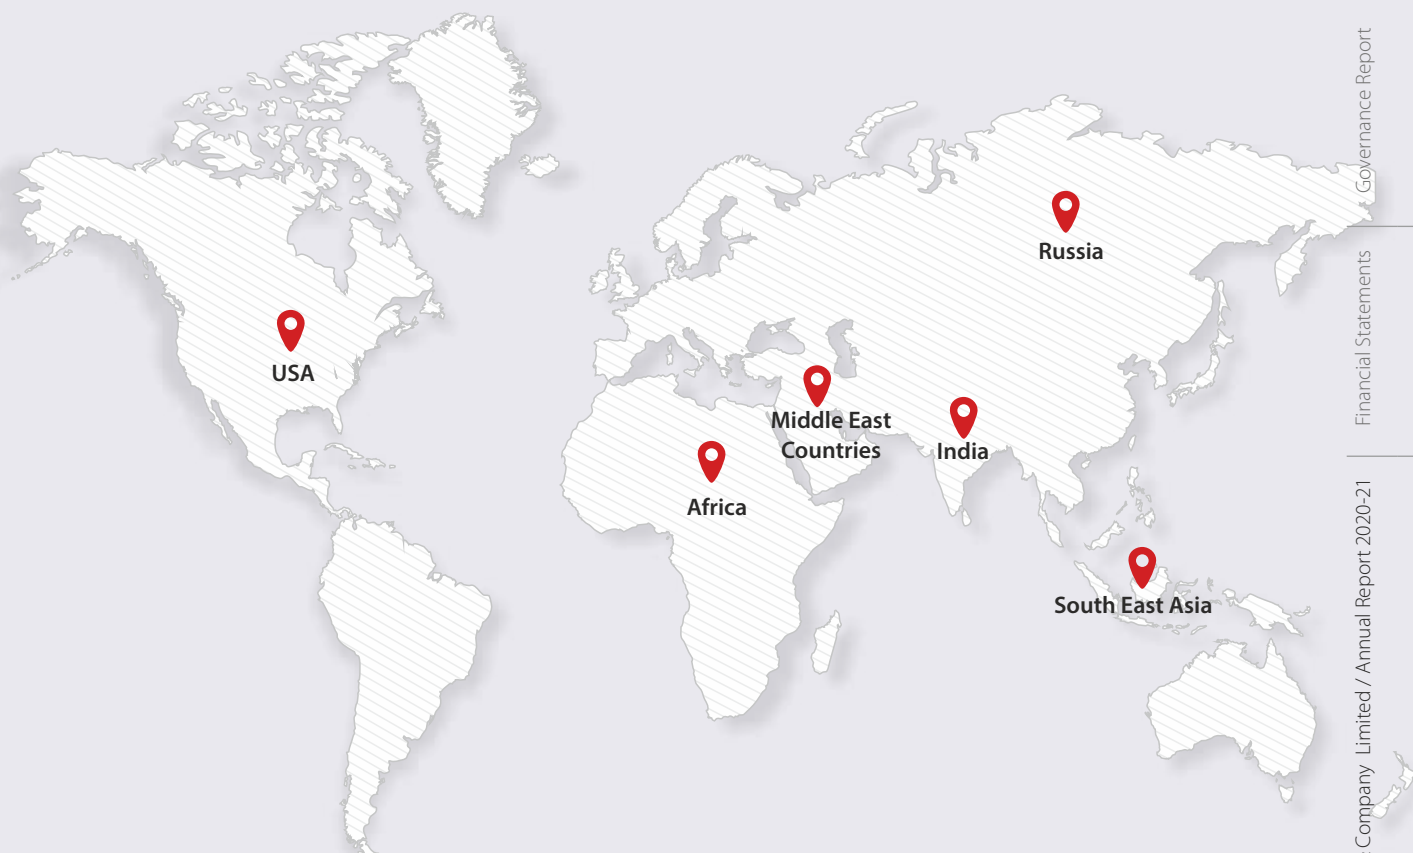 Governance Report
Russia
Financial Statements
USA
Middle East
Countries
India
Africa
Company Limited / Annual Report 2020-21
South East Asia